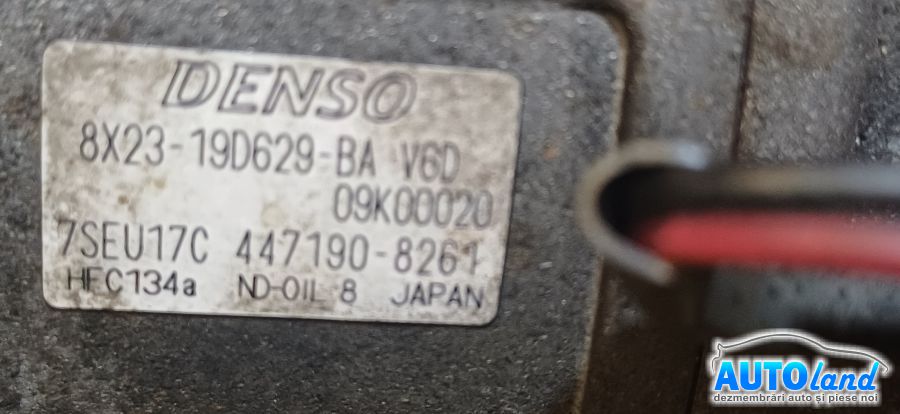 DENSO
8X23-19D629-BA V6D
09K00020
7SEU17C 447190-8261
HFC134a ND-OIL 8 JAPAN
AUTOland
dezmembrări auto și piese noi